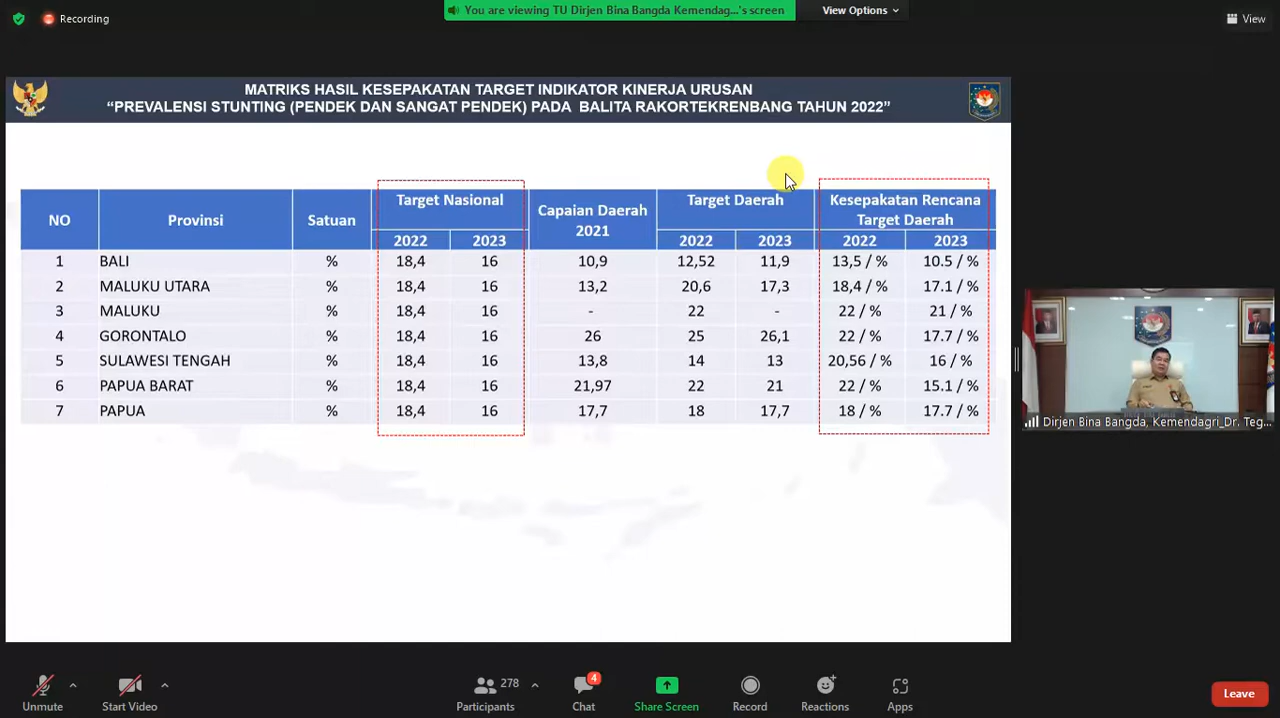 Recording
You are viewing TU Dirjen Bina Bangda Kemendag...'s screen
View Options
View
MATRIKS HASIL KESEPAKATAN TARGET INDIKATOR KINERJA URUSAN
“PREVALENSI STUNTING (PENDEK DAN SANGAT PENDEK) PADA BALITA RAKORTEKRENBANG TAHUN 2022”
NO Provinsi Satuan Target Nasional Capaian Daerah 2021 Target Daerah Kesepakatan Rencana Target Daerah
2022 2023 2022 2023 2022 2023
1 BALI % 18,4 16 10,9 12,52 11,9 13,5 / % 10.5 / %
2 MALUKU UTARA % 18,4 16 13,2 20,6 17,3 18,4 / % 17.1 / %
3 MALUKU % 18,4 16 - 22 - 22 / % 21 / %
4 GORONTALO % 18,4 16 26 25 26,1 22 / % 17.7 / %
5 SULAWESI TENGAH % 18,4 16 13,8 14 13 20,56 / % 16 / %
6 PAPUA BARAT % 18,4 16 21,97 22 21 22 / % 15.1 / %
7 PAPUA % 18,4 16 17,7 18 17,7 18 / % 17.7 / %
Dirjen Bina Bangda, Kemendagri_Dr. Teg...
Unmute
Start Video
278
Participants
4
Chat
Share Screen
Record
Reactions
Apps
Leave